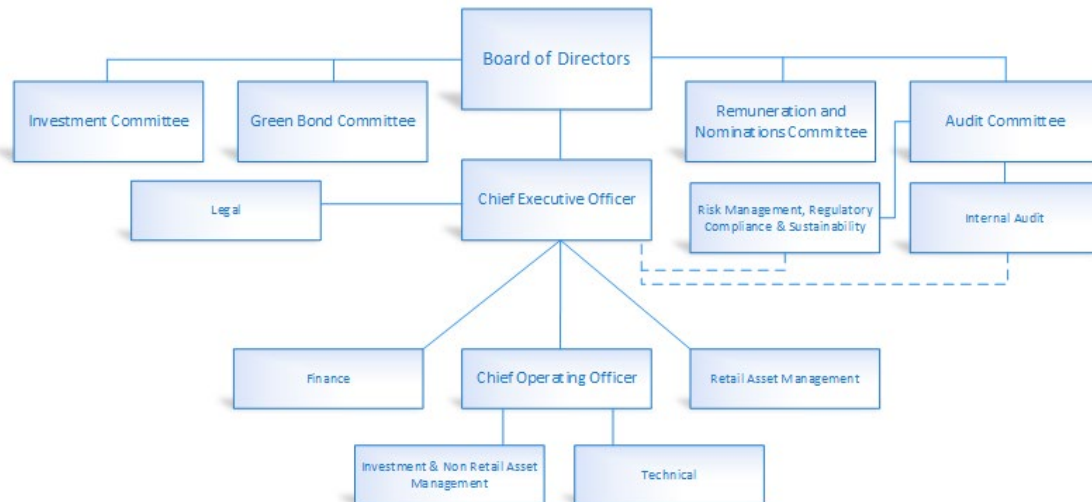 Board of Directors
Investment Committee
Green Bond Committee
Remuneration and
Nominations Committee
Audit Committee
Legal
Chief Executive Officer
Risk Management, Regulatory
Compliance & Sustainability
Internal Audit
Finance
Chief Operating Officer
Retail Asset Management
Investment & Non Retail Asset
Management
Technical